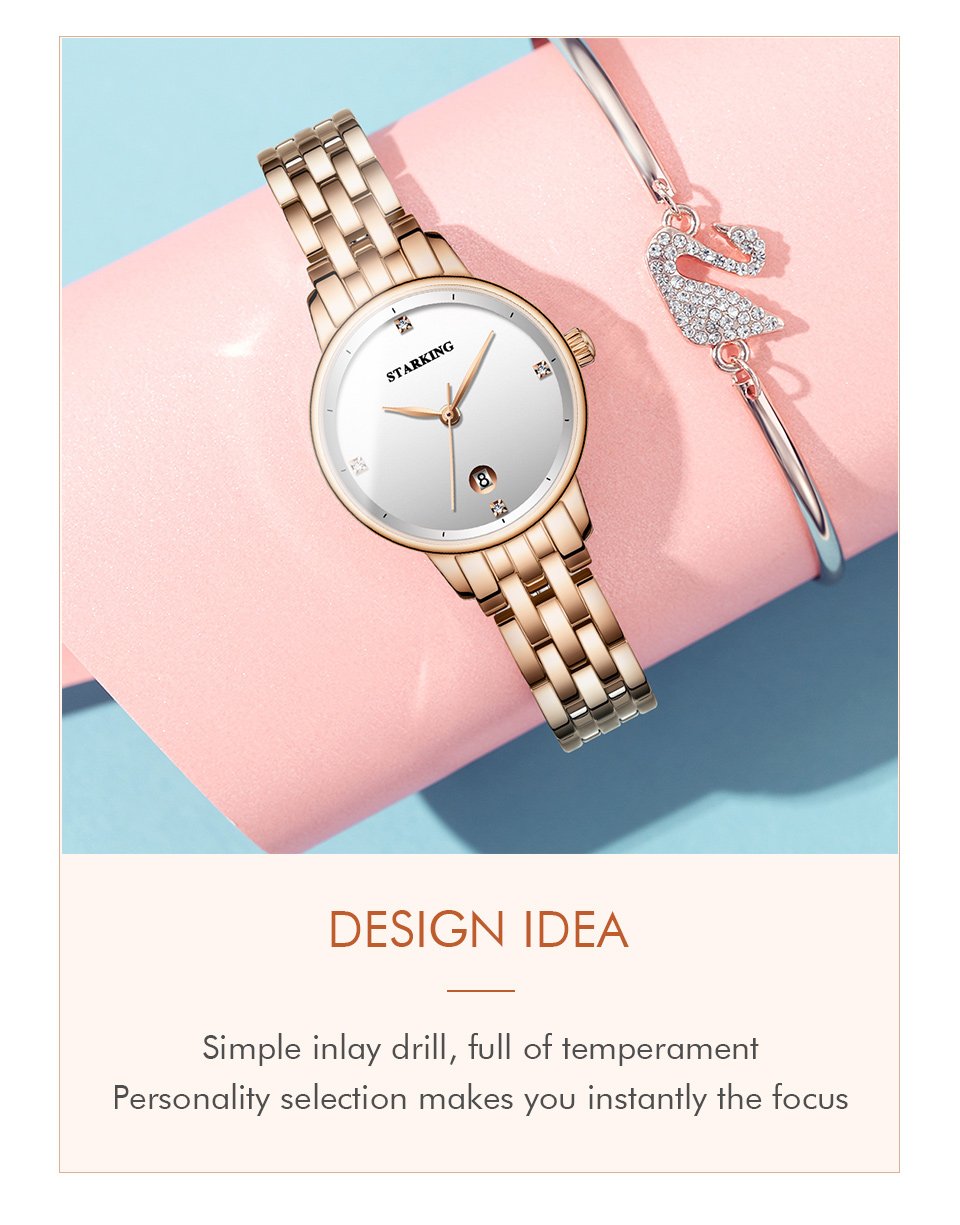 STARKING
8
DESIGN IDEA
Simple inlay drill, full of temperament
Personality selection makes you instantly the focus